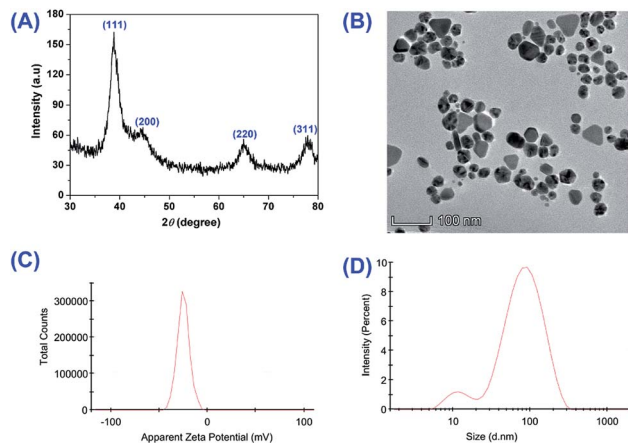 (A)
(111)
(200)
(220)
(311)
Intensity (a.u)
180
150
120
90
60
30
30 40 50 60 70 80
2θ (degree)
(B)
100 nm
(C)
Total Counts
300000
200000
100000
0
-100 0 100
Apparent Zeta Potential (mV)
(D)
Intensity (Percent)
10
8
6
4
2
0
10 100 1000
Size (d.nm)